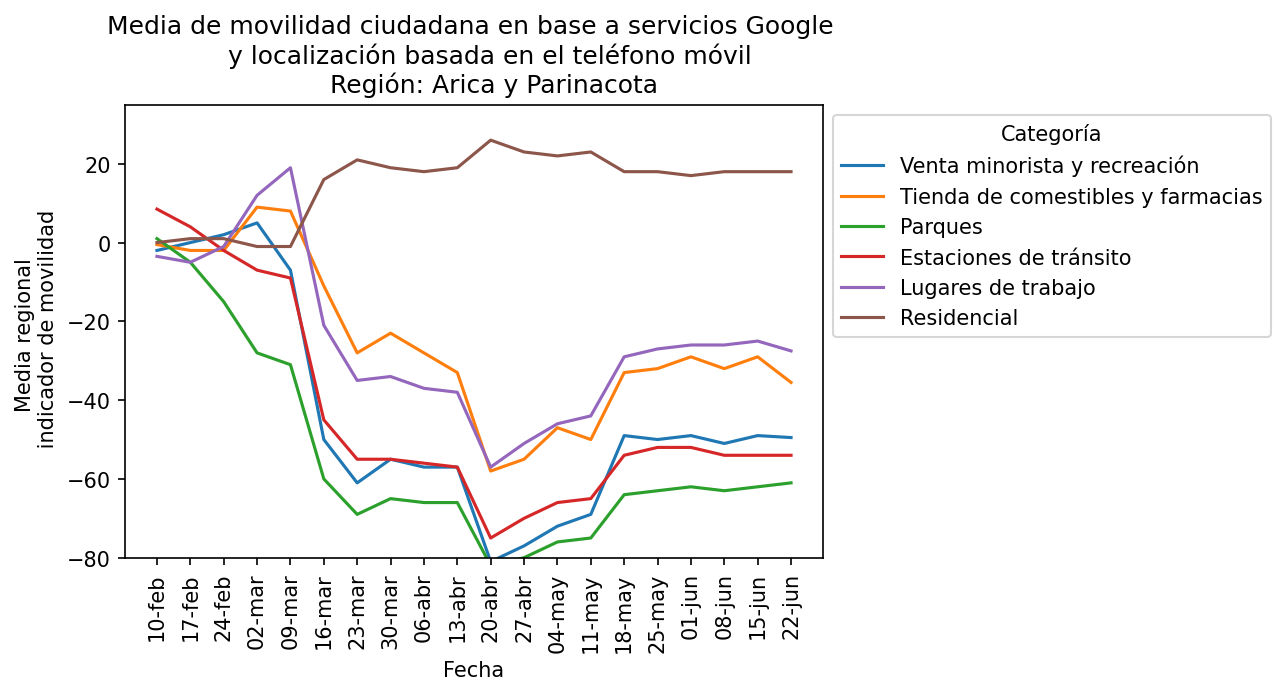 Media de movilidad ciudadana en base a servicios Google
y localización basada en el teléfono móvil
Región: Arica y Parinacota
Media regional
indicador de movilidad
20
0
−20
−40
−60
−80
10-feb
17-feb
24-feb
02-mar
09-mar
16-mar
23-mar
30-mar
06-abr
13-abr
20-abr
27-abr
04-may
11-may
18-may
25-may
01-jun
08-jun
15-jun
22-jun
Fecha
Categoría
Venta minorista y recreación
Tienda de comestibles y farmacias
Parques
Estaciones de tránsito
Lugares de trabajo
Residencial